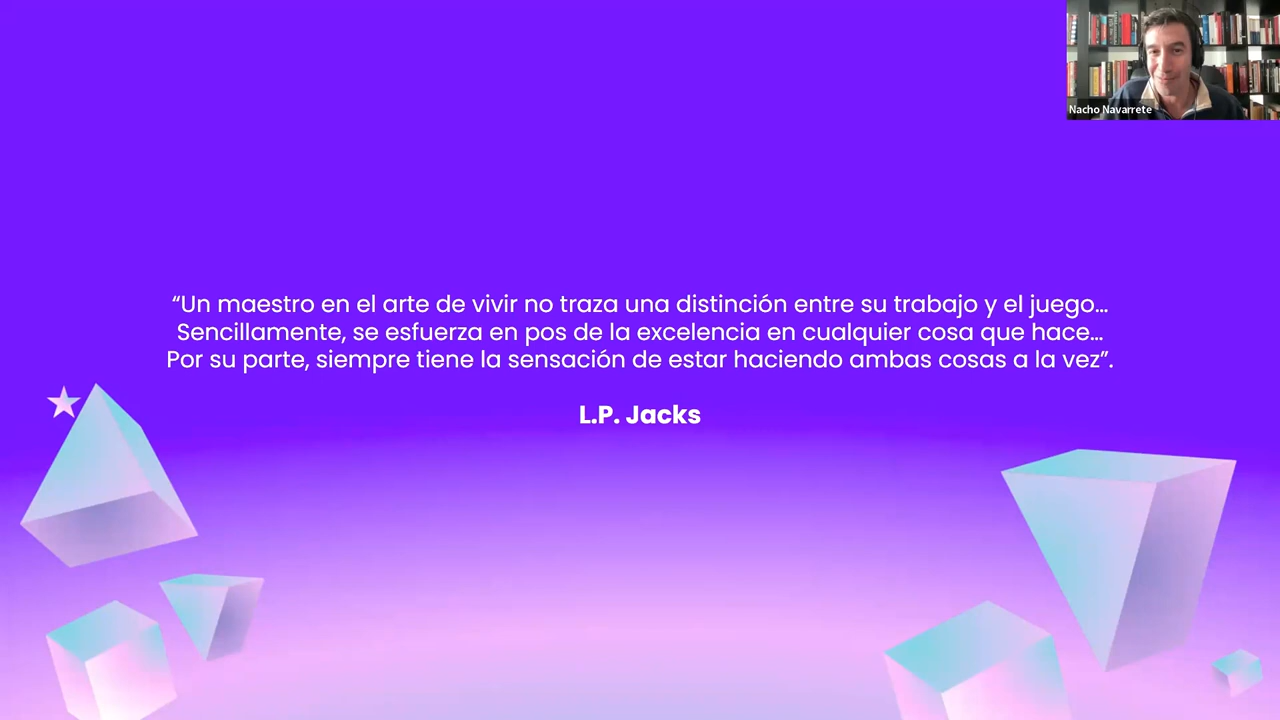 Nacho Navarrete
“Un maestro en el arte de vivir no traza una distinción entre su trabajo y el juego...
Sencillamente, se esfuerza en pos de la excelencia en cualquier cosa que hace...
Por su parte, siempre tiene la sensación de estar haciendo ambas cosas a la vez”.
L.P. Jacks